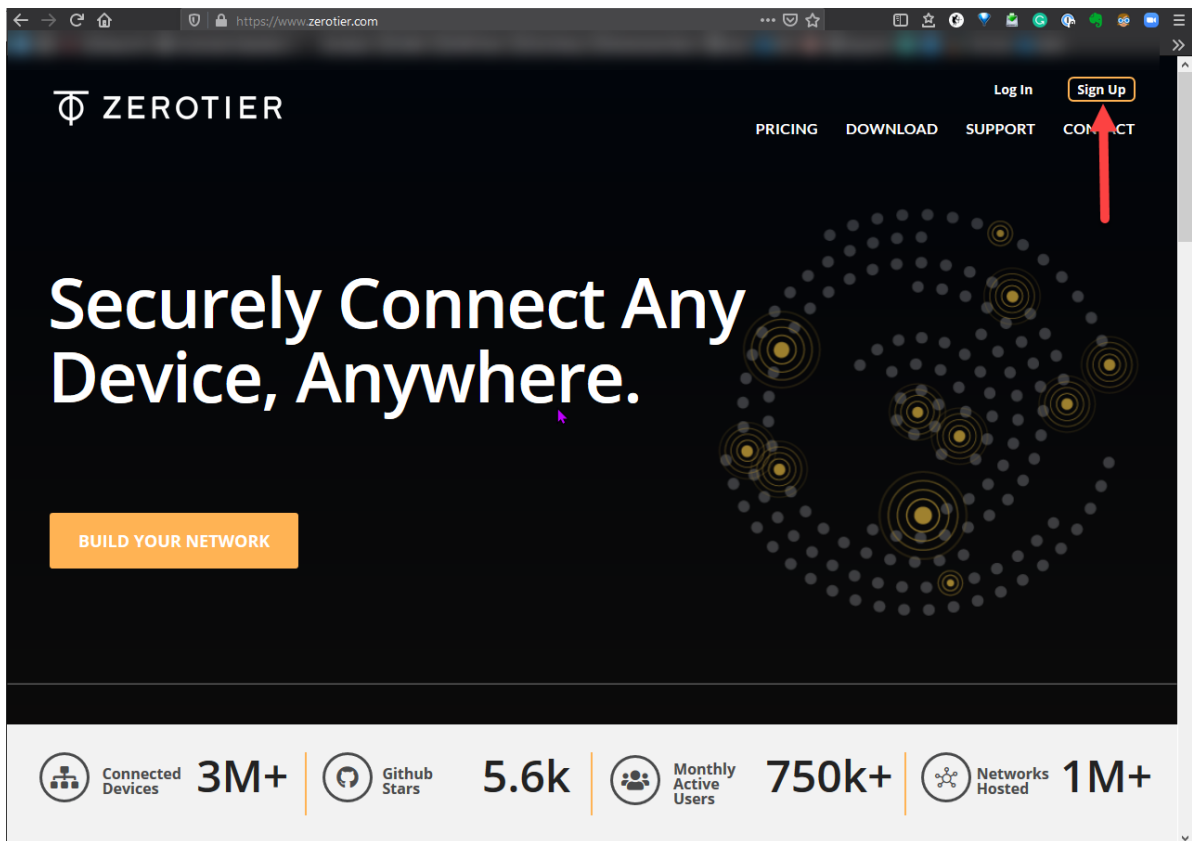 https://www.zerotier.com
ZEROTIER
Log In
Sign Up
PRICING
DOWNLOAD
SUPPORT
Securely Connect Any
Device, Anywhere.
BUILD YOUR NETWORK
Connected
Devices
3M+
Github
Stars
5.6k
Monthly
Active
Users
750k+
Networks
Hosted
1M+